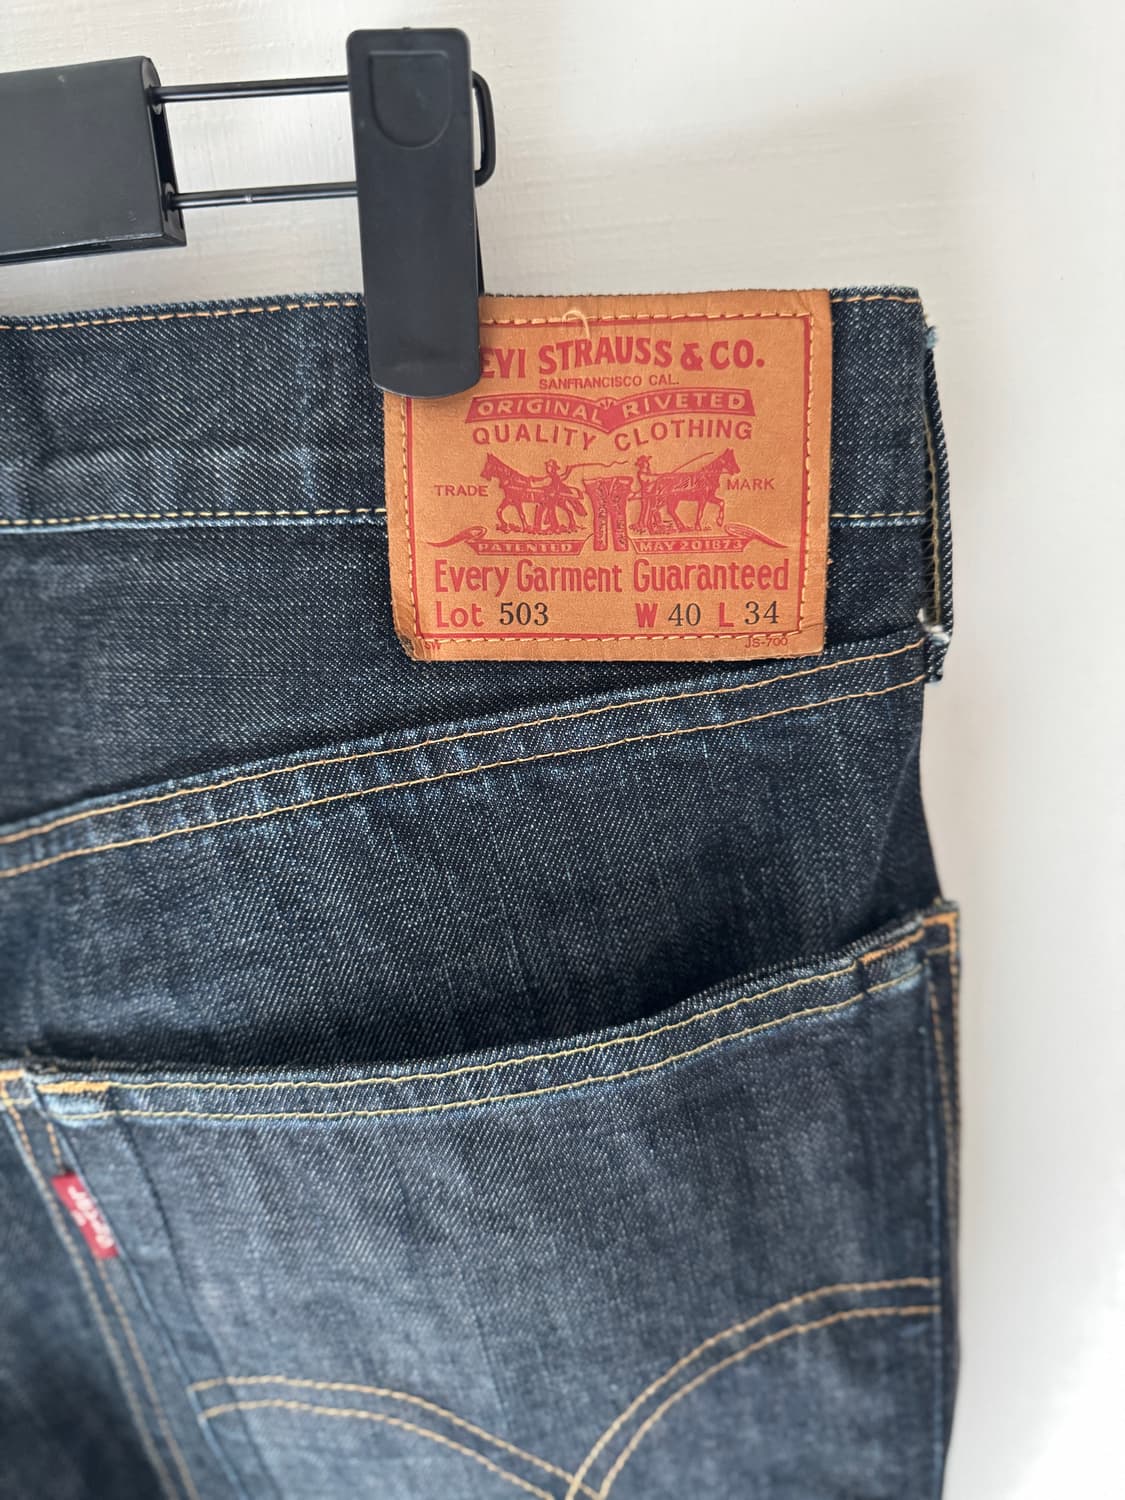 EVI STRAUSS & CO.
SANFRANCISCO CAL.
ORIGINAL RIVETED
QUALITY CLOTHING
TRADE MARK
PATENTED MAY 20 1873
Every Garment Guaranteed
Lot 503 W 40 L 34
SW JS-700